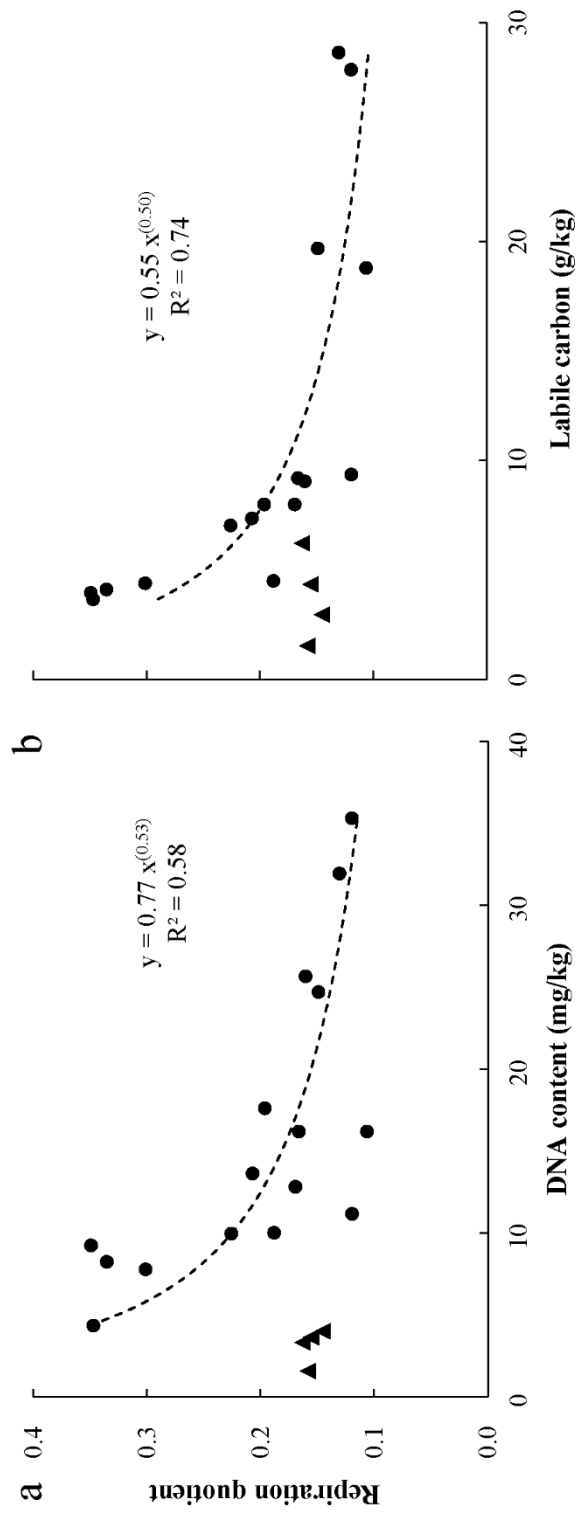 a
0.4
0.3
0.2
0.1
0.0
Repiration quotient
y = 0.77 x^(0.53)
R² = 0.58
0
10
20
30
40
DNA content (mg/kg)
b
y = 0.55 x^(0.50)
R² = 0.74
0
10
20
30
Labile carbon (g/kg)